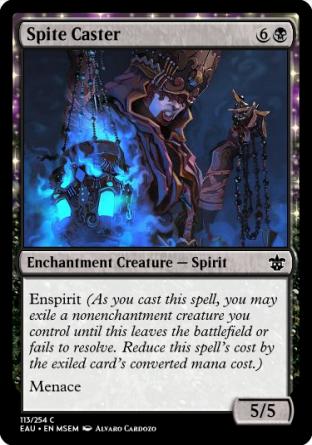 Spite Caster 6
Enchantment Creature — Spirit
Enspirit (As you cast this spell, you may
exile a nonenchantment creature you
control until this leaves the battlefield or
fails to resolve. Reduce this spell's cost by
the exiled card's converted mana cost.)
Menace
113/254 C
EAU • EN MSEM Alvaro Cardozo
5/5